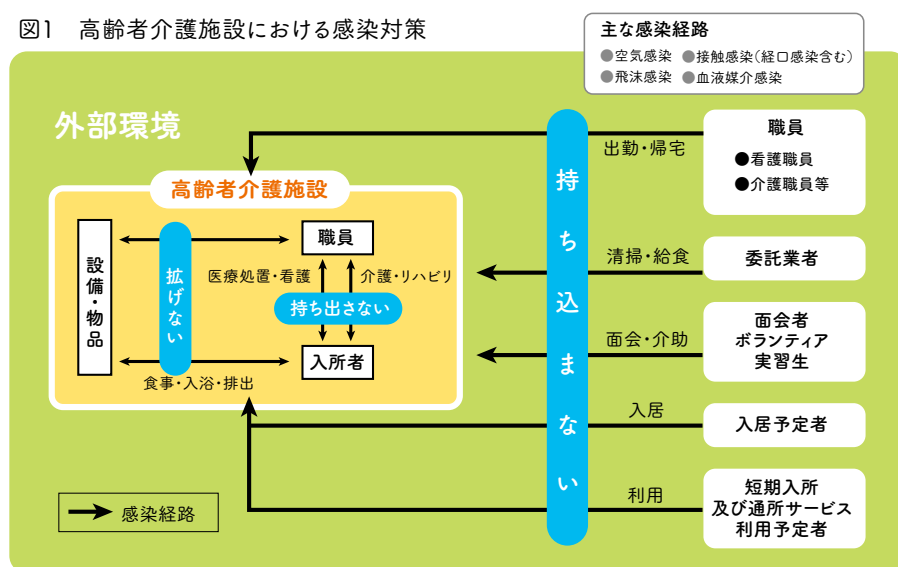 図1　高齢者介護施設における感染対策
主な感染経路
●空気感染 ●接触感染(経口感染含む)
●飛沫感染 ●血液媒介感染
外部環境
職員
●看護職員
●介護職員等
出勤・帰宅
持ち込まない
高齢者介護施設
設備・物品
拡げない
職員
医療処置・看護
介護・リハビリ
持ち出さない
入所者
食事・入浴・排出
清掃・給食
委託業者
面会・介助
面会者
ボランティア
実習生
入居
入居予定者
利用
短期入所
及び通所サービス
利用予定者
感染経路